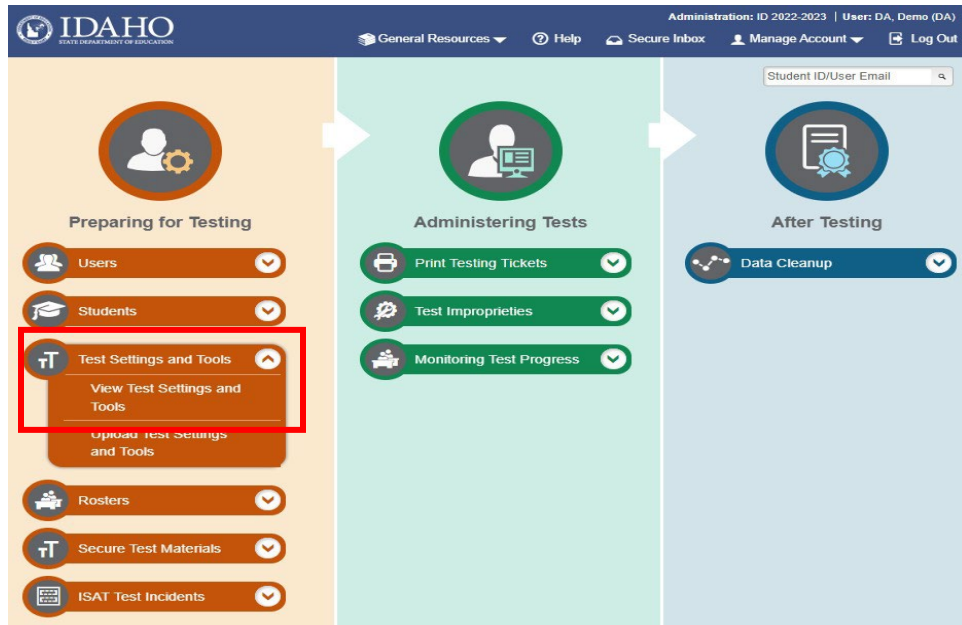 Administration: ID 2022-2023 | User: DA, Demo (DA)
IDAHO
STATE DEPARTMENT OF EDUCATION
General Resources
Help
Secure Inbox
Manage Account
Log Out
Student ID/User Email
Preparing for Testing
Users
Students
Test Settings and Tools
View Test Settings and
Tools
Upload Test Settings
and Tools
Rosters
Secure Test Materials
ISAT Test Incidents
Administering Tests
Print Testing Tickets
Test Improprieties
Monitoring Test Progress
After Testing
Data Cleanup